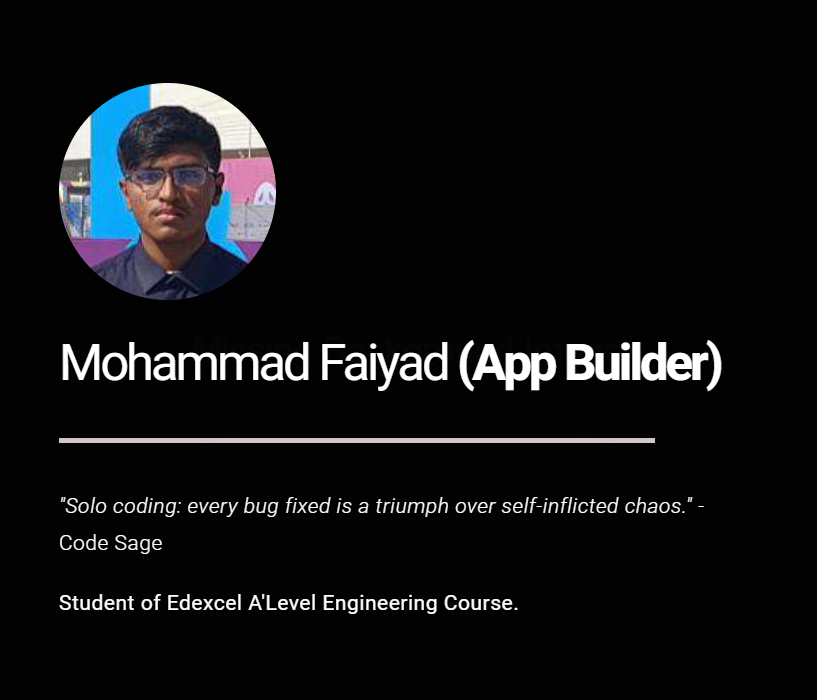 Mohammad Faiyad (App Builder)
"Solo coding: every bug fixed is a triumph over self-inflicted chaos." -
Code Sage
Student of Edexcel A'Level Engineering Course.